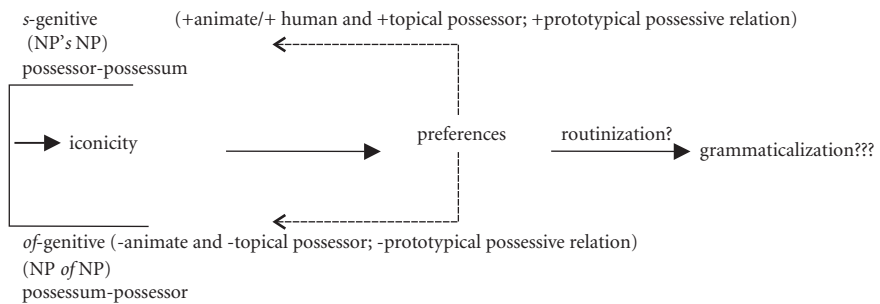 s-genitive (+animate/+ human and +topical possessor; +prototypical possessive relation)
(NP's NP)
possessor-possessum
iconicity
preferences
routinization?
grammaticalization???
of-genitive (-animate and -topical possessor; -prototypical possessive relation)
(NP of NP)
possessum-possessor